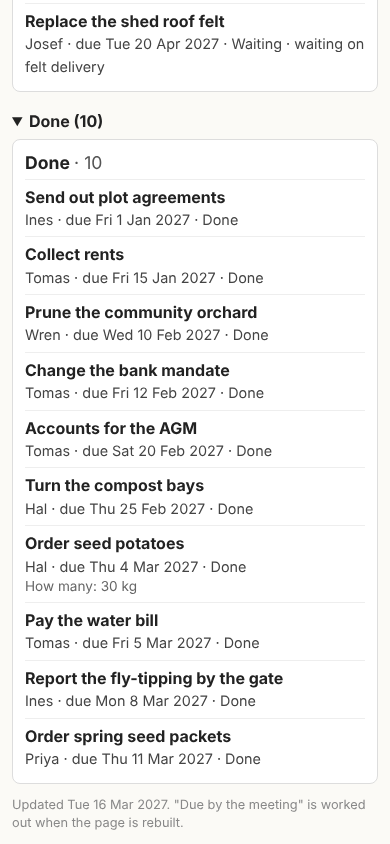 Replace the shed roof felt
Josef · due Tue 20 Apr 2027 · Waiting · waiting on
felt delivery
▼ Done (10)
Done · 10
Send out plot agreements
Ines · due Fri 1 Jan 2027 · Done
Collect rents
Tomas · due Fri 15 Jan 2027 · Done
Prune the community orchard
Wren · due Wed 10 Feb 2027 · Done
Change the bank mandate
Tomas · due Fri 12 Feb 2027 · Done
Accounts for the AGM
Tomas · due Sat 20 Feb 2027 · Done
Turn the compost bays
Hal · due Thu 25 Feb 2027 · Done
Order seed potatoes
Hal · due Thu 4 Mar 2027 · Done
How many: 30 kg
Pay the water bill
Tomas · due Fri 5 Mar 2027 · Done
Report the fly-tipping by the gate
Ines · due Mon 8 Mar 2027 · Done
Order spring seed packets
Priya · due Thu 11 Mar 2027 · Done
Updated Tue 16 Mar 2027. "Due by the meeting" is worked
out when the page is rebuilt.